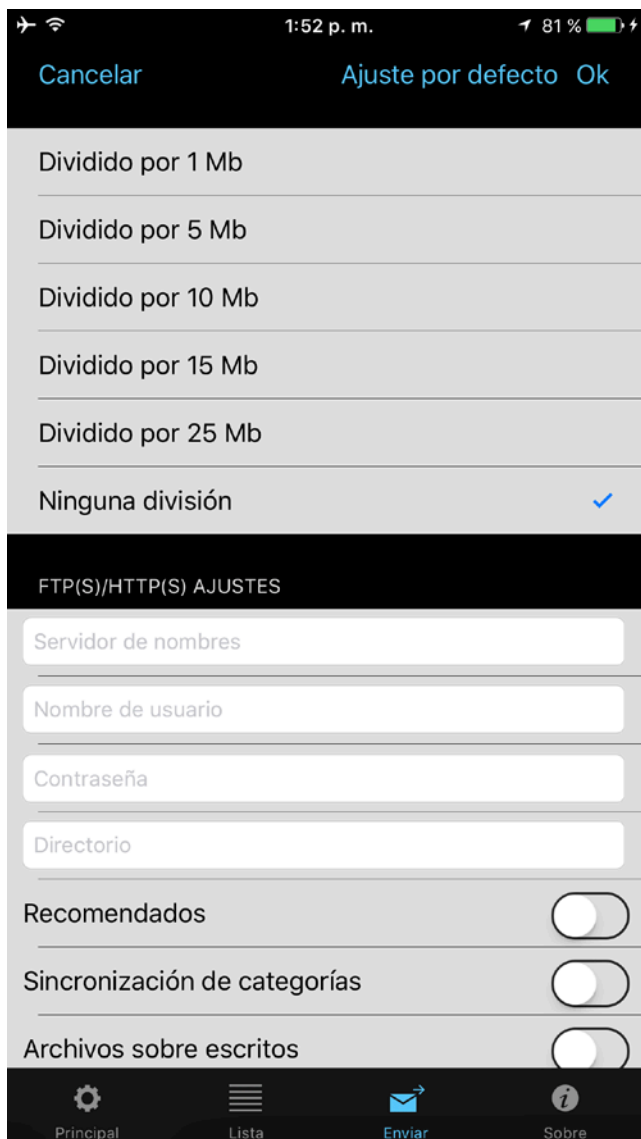 1:52 p. m.
81 %
Cancelar
Ajuste por defecto
Ok
Dividido por 1 Mb
Dividido por 5 Mb
Dividido por 10 Mb
Dividido por 15 Mb
Dividido por 25 Mb
Ninguna división
FTP(S)/HTTP(S) AJUSTES
Servidor de nombres
Nombre de usuario
Contraseña
Directorio
Recomendados
Sincronización de categorías
Archivos sobre escritos
Principal
Lista
Enviar
Sobre